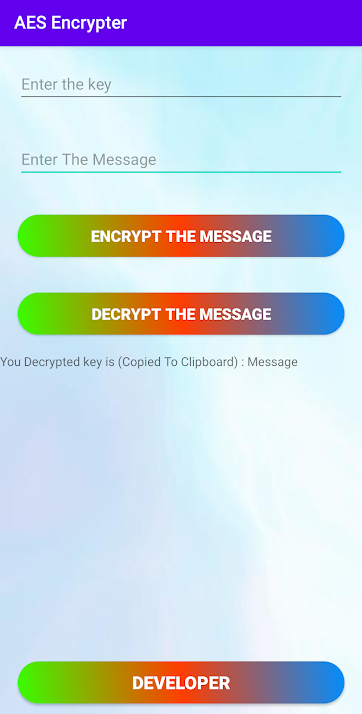 AES Encrypter
Enter the key
Enter The Message
ENCRYPT THE MESSAGE
DECRYPT THE MESSAGE
You Decrypted key is (Copied To Clipboard) : Message
DEVELOPER